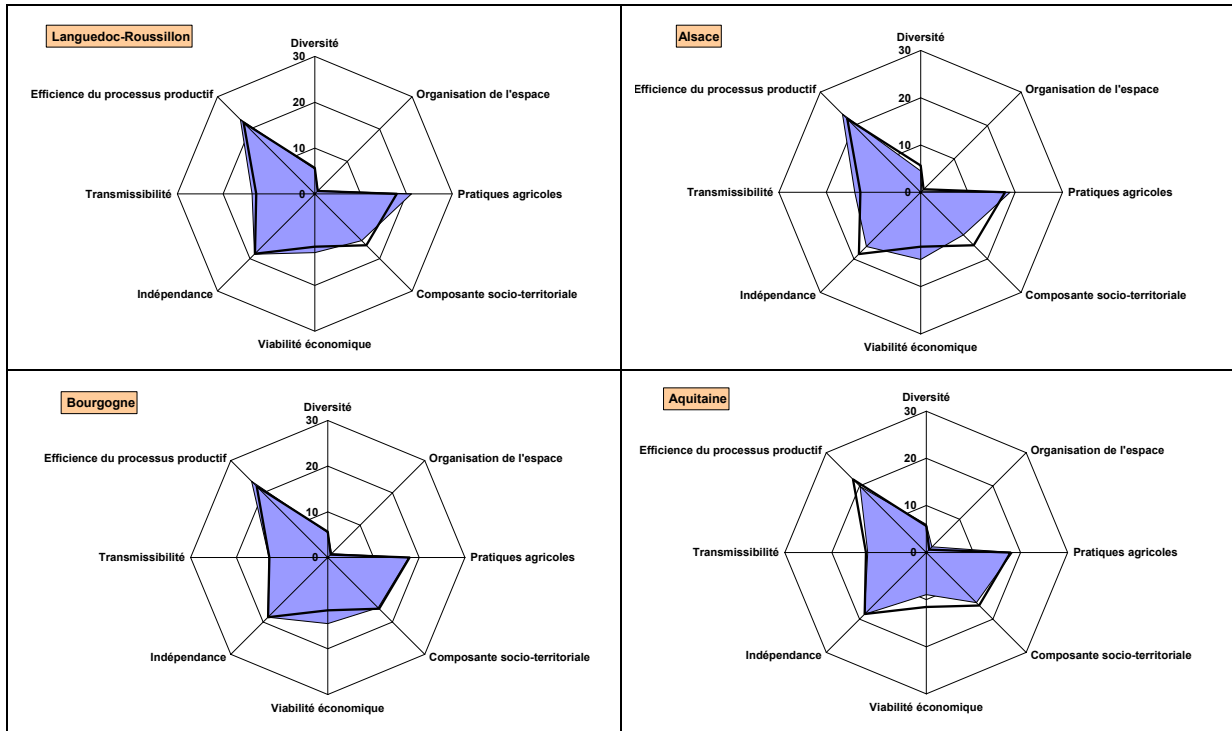 Languedoc-Roussillon
Diversité
30
Efficience du processus productif
Organisation de l'espace
20
10
Transmissibilité
0
Pratiques agricoles
Indépendance
Composante socio-territoriale
Viabilité économique
Alsace
Diversité
30
Efficience du processus productif
Organisation de l'espace
20
10
Transmissibilité
0
Pratiques agricoles
Indépendance
Composante socio-territoriale
Viabilité économique
Bourgogne
Diversité
30
Efficience du processus productif
Organisation de l'espace
20
10
Transmissibilité
0
Pratiques agricoles
Indépendance
Composante socio-territoriale
Viabilité économique
Aquitaine
Diversité
30
Efficience du processus productif
Organisation de l'espace
20
10
Transmissibilité
0
Pratiques agricoles
Indépendance
Composante socio-territoriale
Viabilité économique